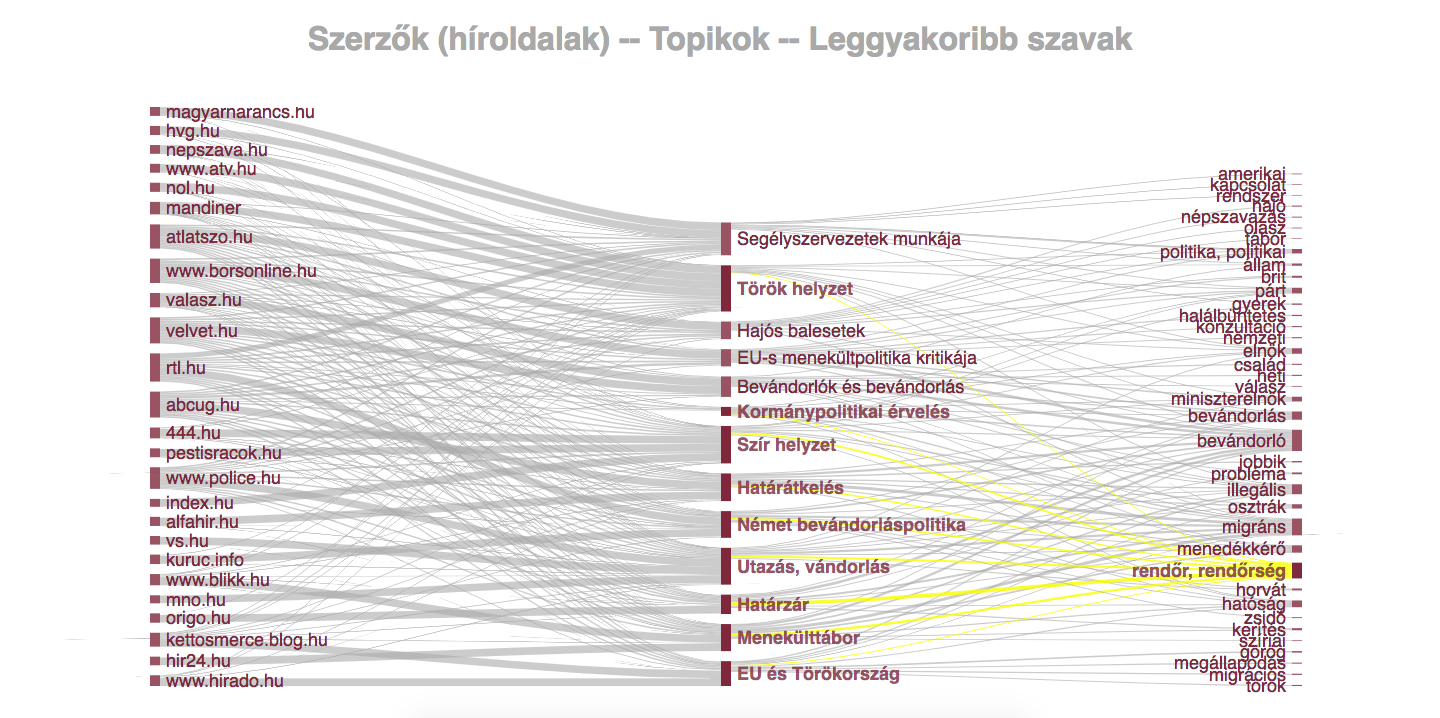 Szerzők (híroldalak) -- Topikok -- Leggyakoribb szavak
magyarnarancs.hu
hvg.hu
nepszava.hu
www.atv.hu
nol.hu
mandiner
atlatszo.hu
www.borsonline.hu
valasz.hu
velvet.hu
rtl.hu
abcug.hu
444.hu
pestisracok.hu
www.police.hu
index.hu
alfahir.hu
vs.hu
kuruc.info
www.blikk.hu
mno.hu
origo.hu
kettosmerce.blog.hu
hir24.hu
www.hirado.hu
Segélyszervezetek munkája
Török helyzet
Hajós balesetek
EU-s menekültpolitika kritikája
Bevándorlók és bevándorlás
Kormánypolitikai érvelés
Szír helyzet
Határátkelés
Német bevándorláspolitika
Utazás, vándorlás
Határzár
Menekülttábor
EU és Törökország
amerikai
kapcsolat
rendszer
háló
népszavazás
olasz
tábor
politika, politikai
állam
brit
párt
gyerek
halálbüntetés
konzultáció
nemzeti
elnök
család
heti
válasz
miniszterelnök
bevándorlás
bevándorló
jobbik
probléma
illegális
osztrák
migráns
menedékkérő
rendőr, rendőrség
horvát
hatóság
zsidó
kerítés
szíriai
görög
megállapodás
migrációs
török